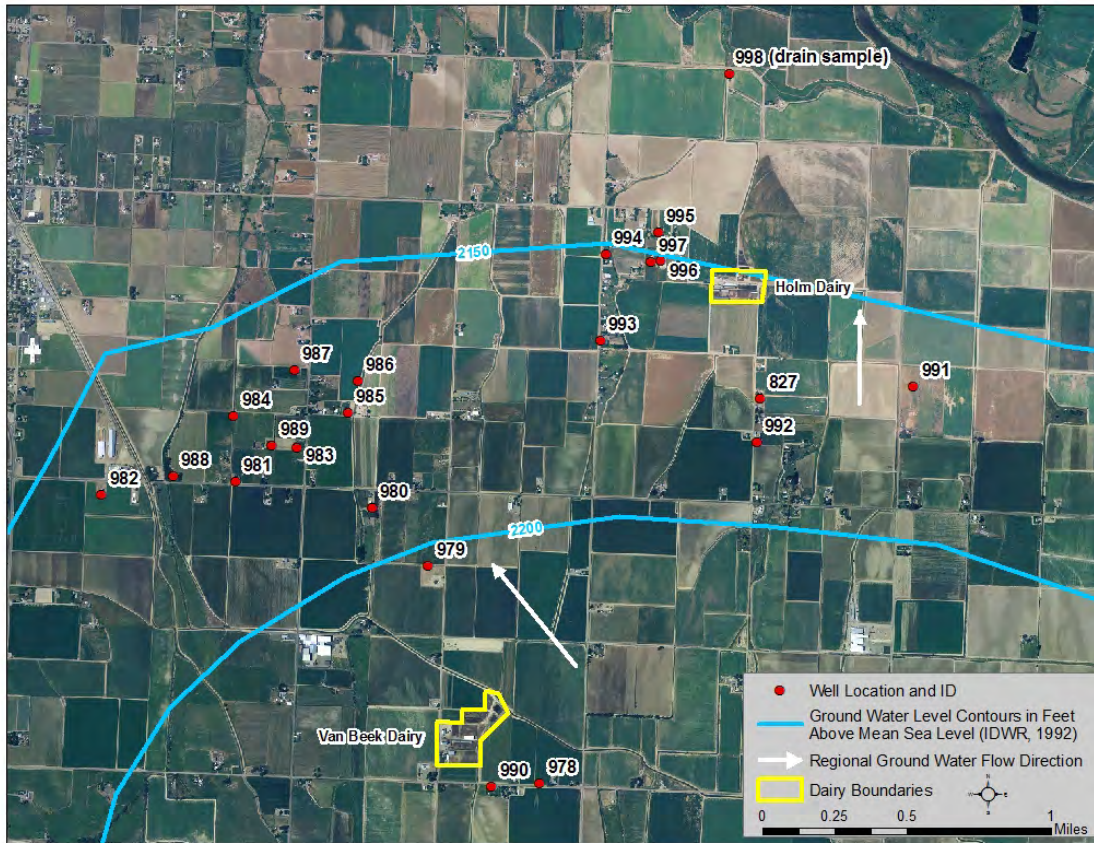 998 (drain sample)
995
994
997
2150
996
Holm Dairy
993
987
986
991
985
827
984
989
983
992
988
981
982
980
2200
979
Van Beek Dairy
990
978
Well Location and ID
Ground Water Level Contours in Feet
Above Mean Sea Level (IDWR, 1992)
Regional Ground Water Flow Direction
Dairy Boundaries
N
W
E
S
0 0.25 0.5 1
Miles